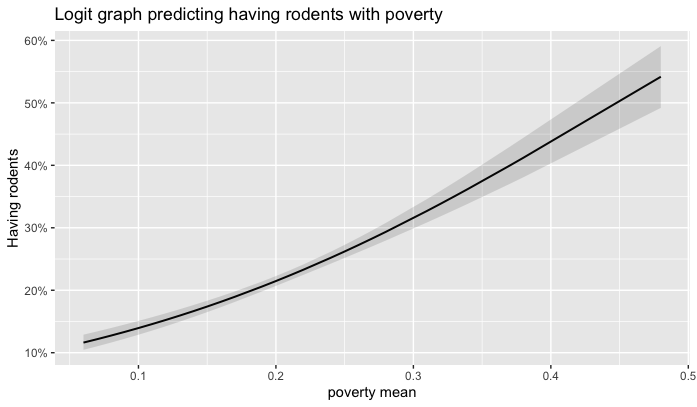 Logit graph predicting having rodents with poverty
60%
50%
40%
30%
20%
10%
Having rodents
0.1 0.2 0.3 0.4 0.5
poverty mean